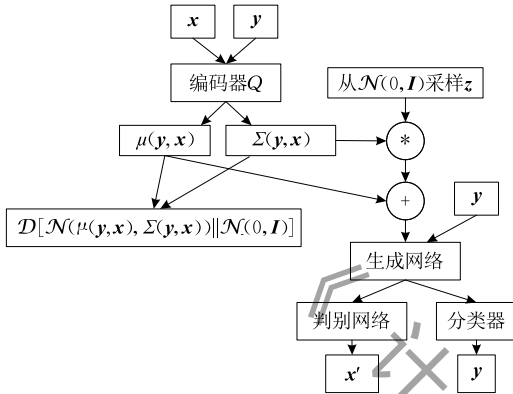 x
y
编码器Q
从𝒩(0, I)采样z
μ(y, x)
Σ(y, x)
*
+
y
𝒟[𝒩(μ(y,x), Σ(y,x))‖𝒩(0, I)]
生成网络
判别网络
分类器
x′
y